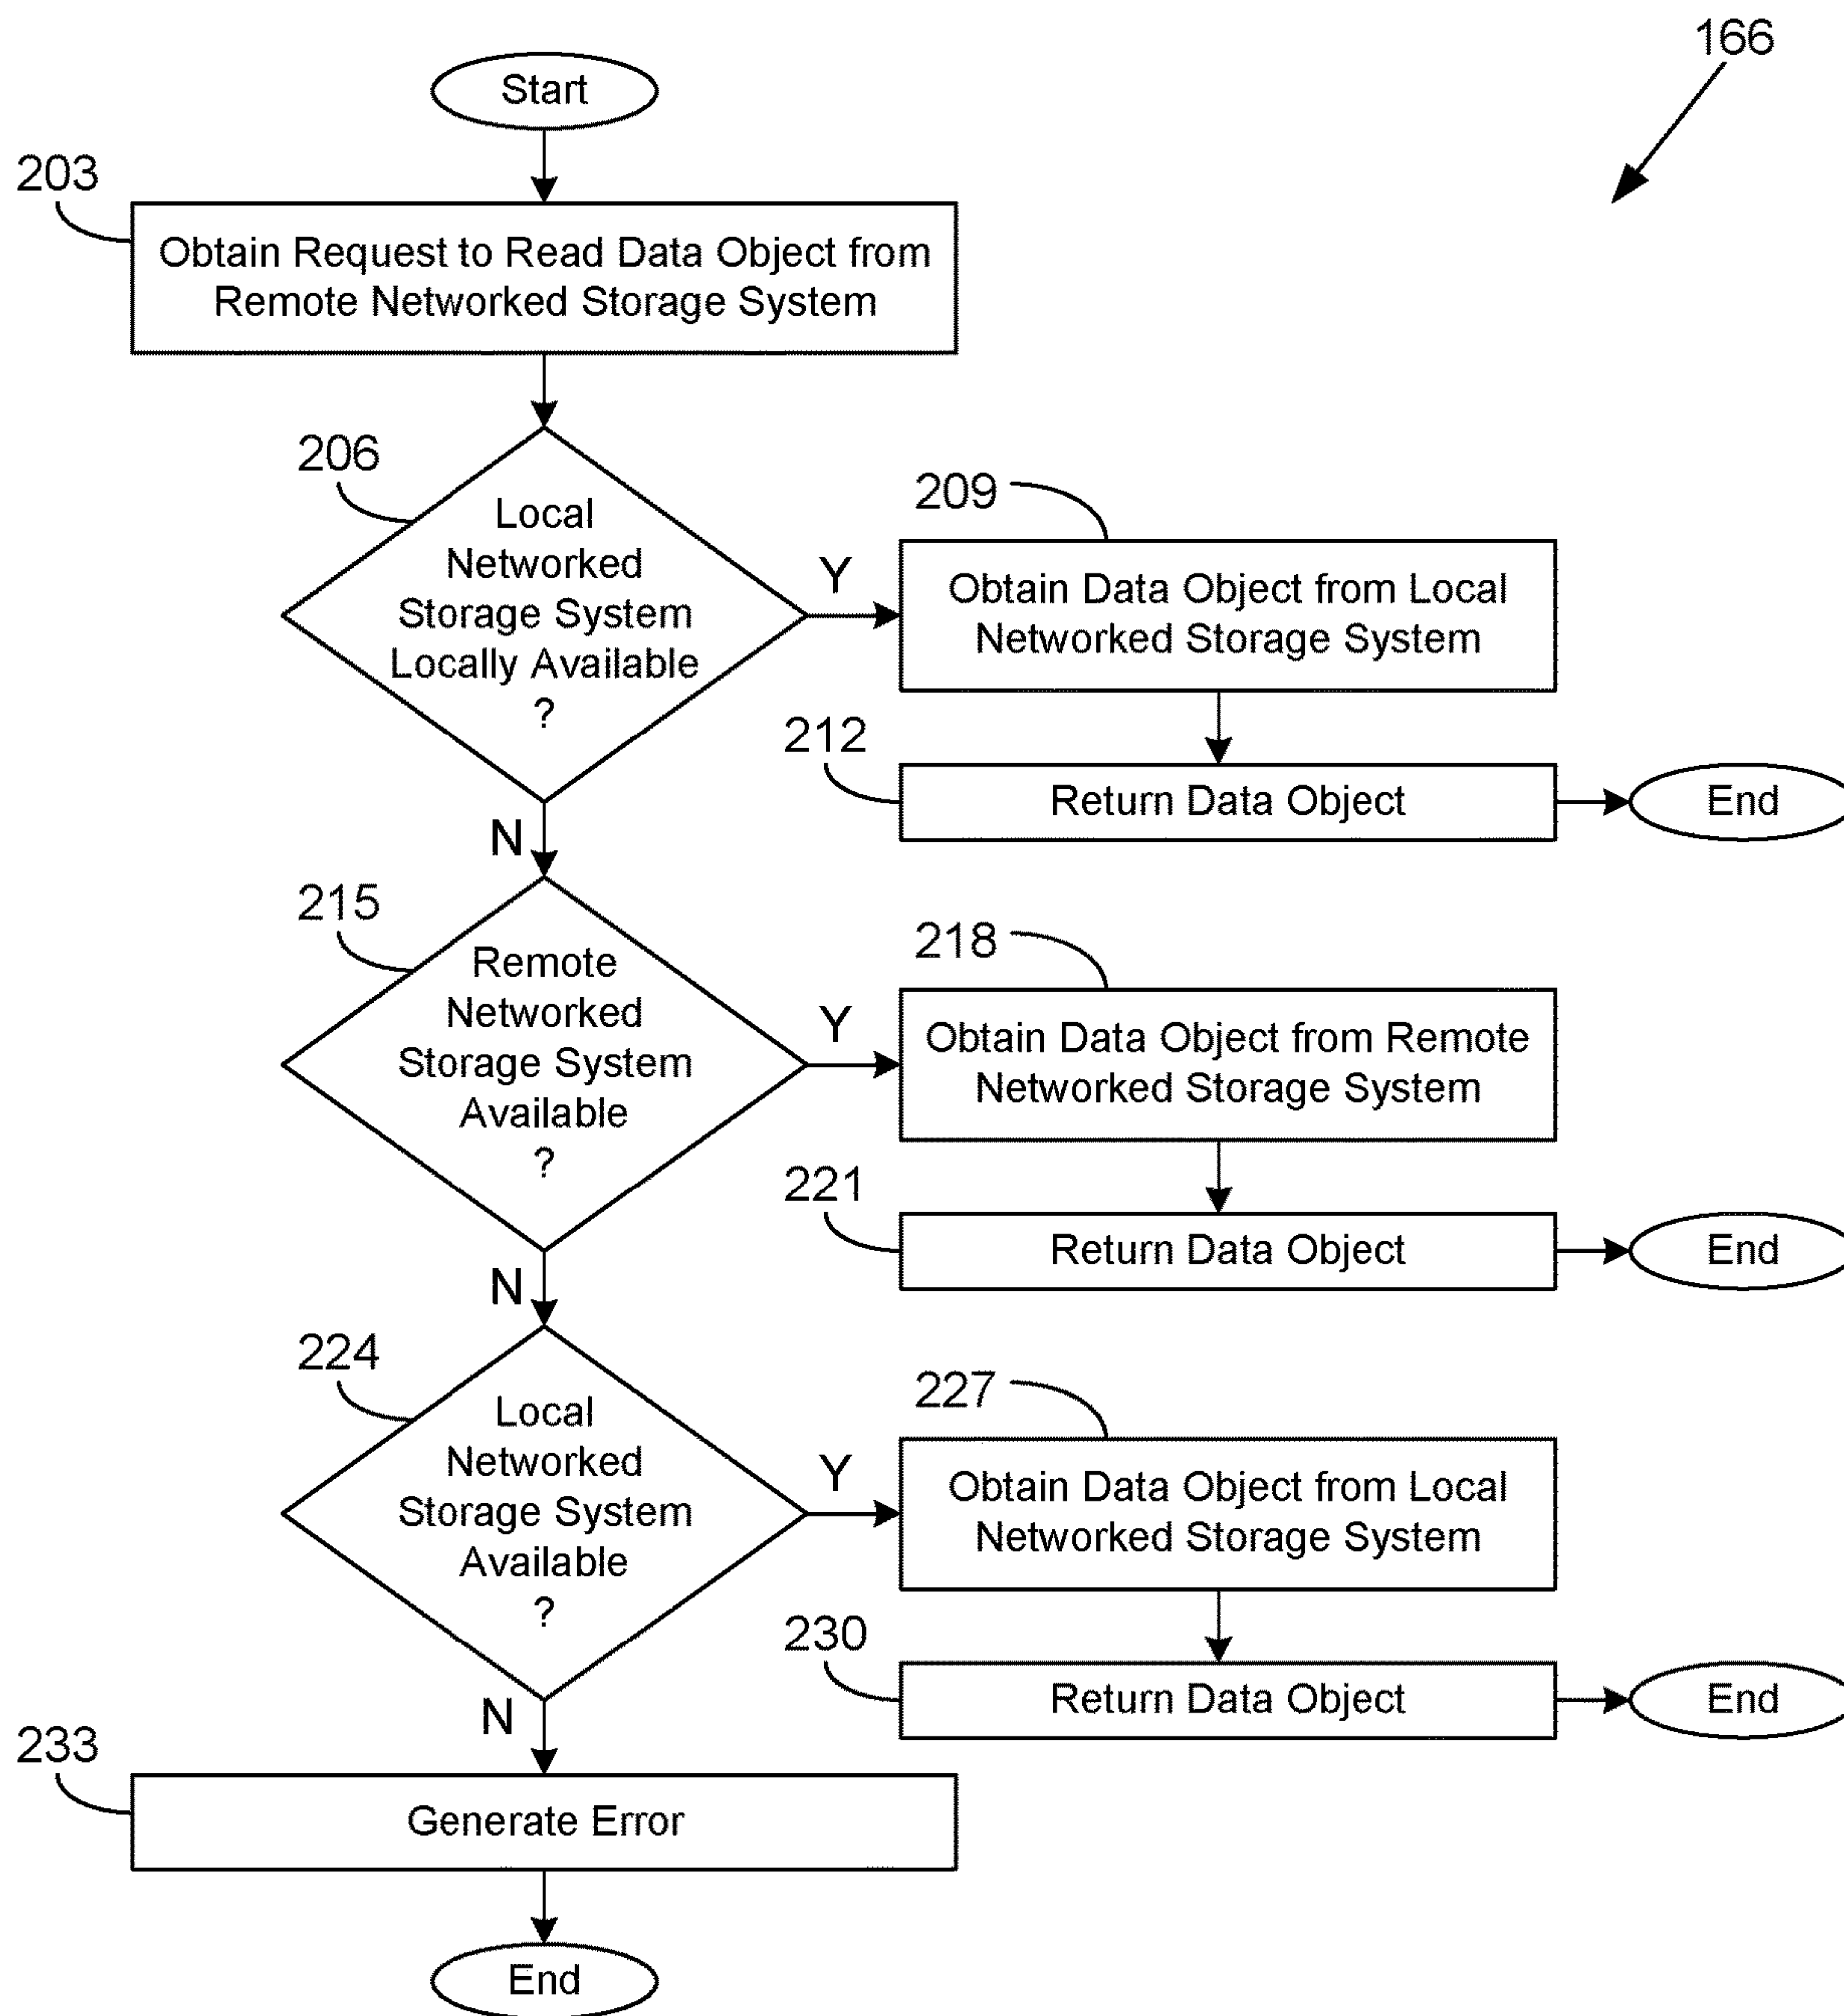 166
Start
203
Obtain Request to Read Data Object from
Remote Networked Storage System
206
Local
Networked
Storage System
Locally Available
?
Y
209
Obtain Data Object from Local
Networked Storage System
212
Return Data Object
End
N
215
Remote
Networked
Storage System
Available
?
Y
218
Obtain Data Object from Remote
Networked Storage System
221
Return Data Object
End
N
224
Local
Networked
Storage System
Available
?
Y
227
Obtain Data Object from Local
Networked Storage System
230
Return Data Object
End
N
233
Generate Error
End